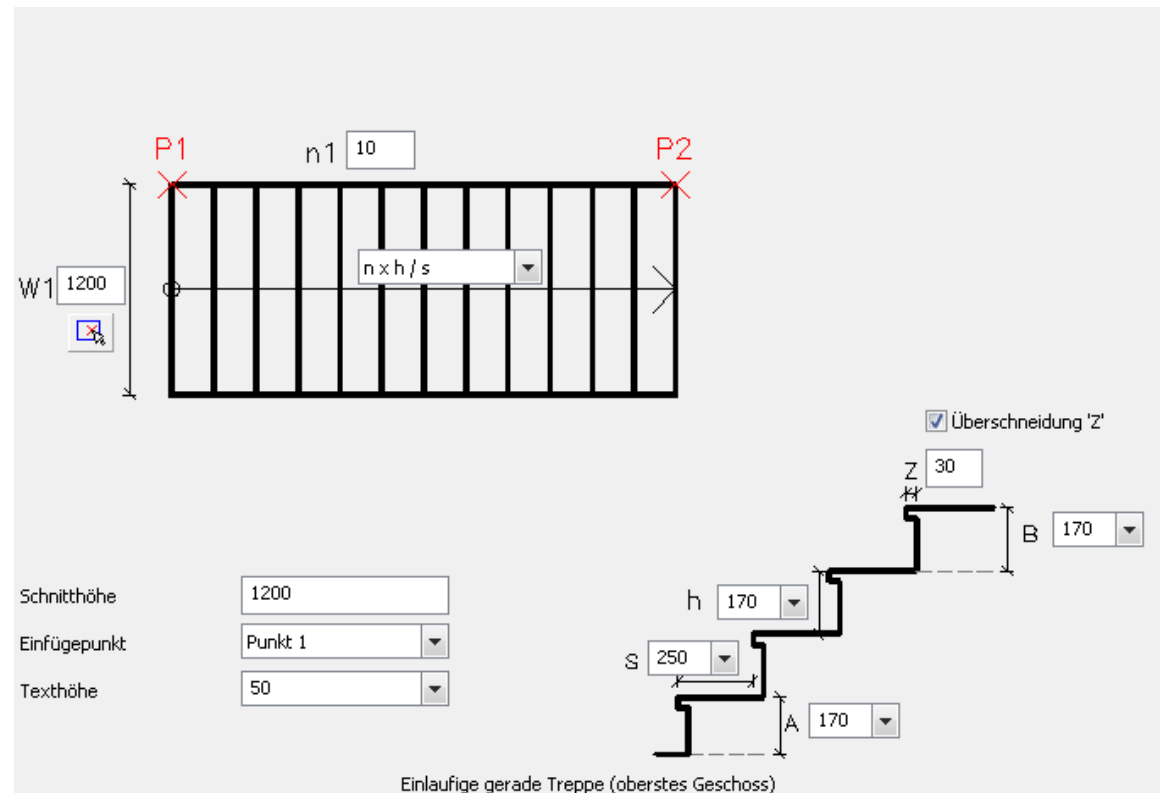 P1
n1 10
P2
n x h / s
W1 1200
Überschneidung 'Z'
Z 30
B 170
Schnitthöhe 1200
h 170
Einfügepunkt Punkt 1
S 250
Texthöhe 50
A 170
Einlaufige gerade Treppe (oberstes Geschoss)